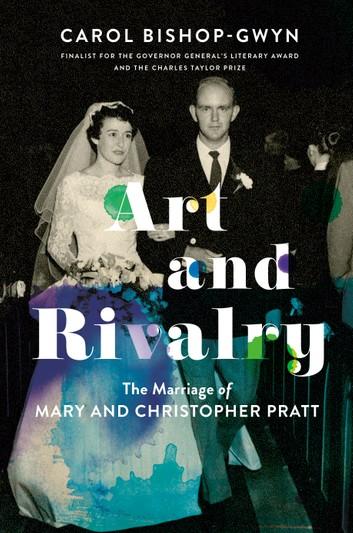 CAROL BISHOP-GWYN
FINALIST FOR THE GOVERNOR GENERAL'S LITERARY AWARD
AND THE CHARLES TAYLOR PRIZE
Art
and
Rivalry
The Marriage of
MARY AND CHRISTOPHER PRATT